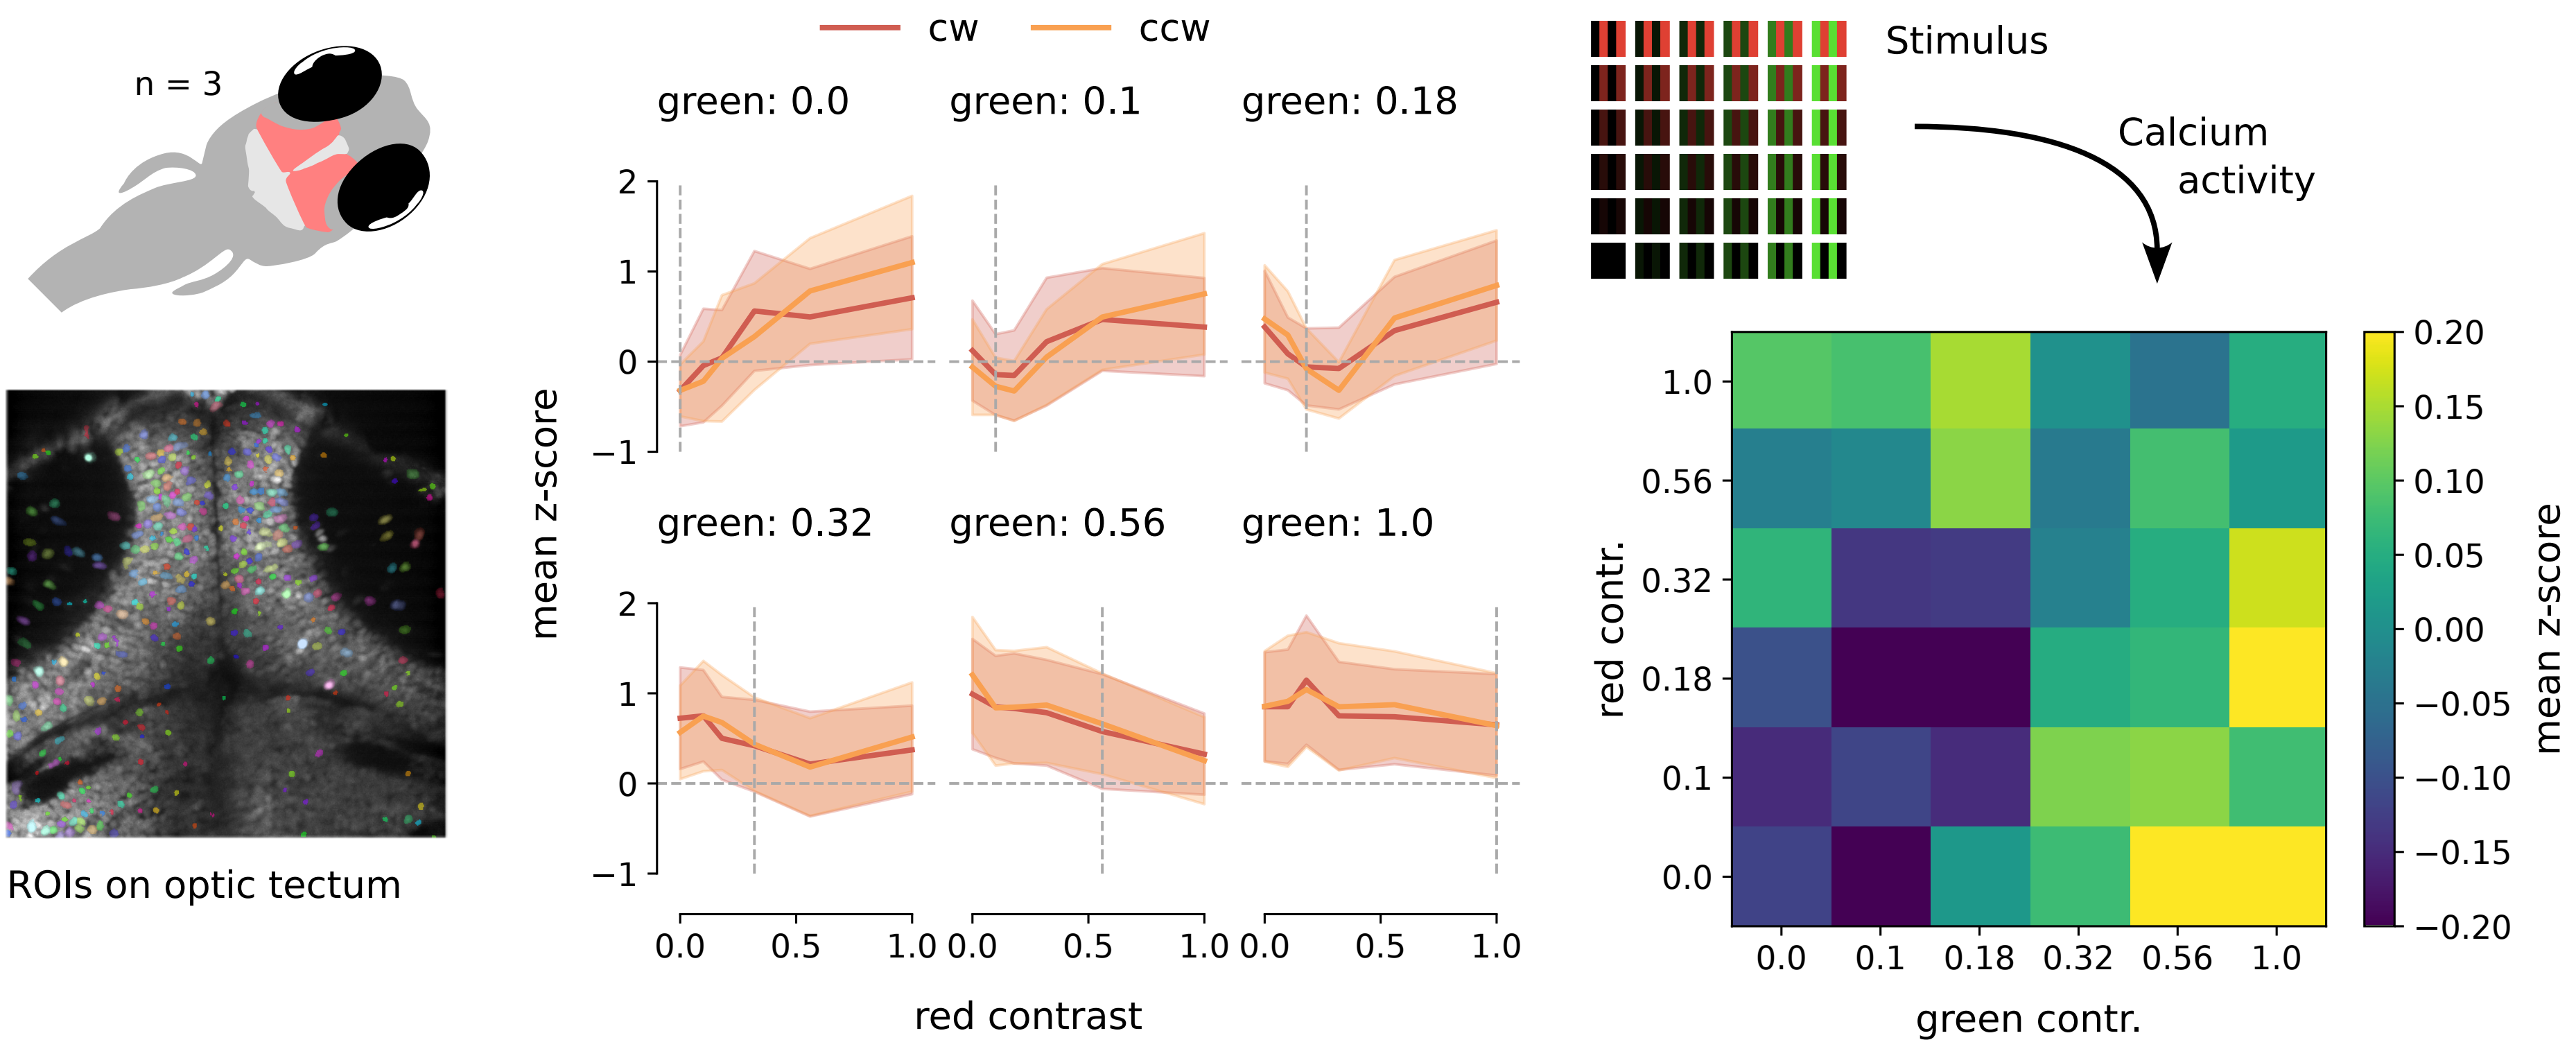 n = 3
ROIs on optic tectum
cw
ccw
green: 0.0
green: 0.1
green: 0.18
2
1
0
−1
mean z-score
green: 0.32
green: 0.56
green: 1.0
2
1
0
−1
0.0
0.5
1.0
0.0
0.5
1.0
0.0
0.5
1.0
red contrast
Stimulus
Calcium
activity
red contr.
1.0
0.56
0.32
0.18
0.1
0.0
0.0
0.1
0.18
0.32
0.56
1.0
green contr.
0.20
0.15
0.10
0.05
0.00
−0.05
−0.10
−0.15
−0.20
mean z-score